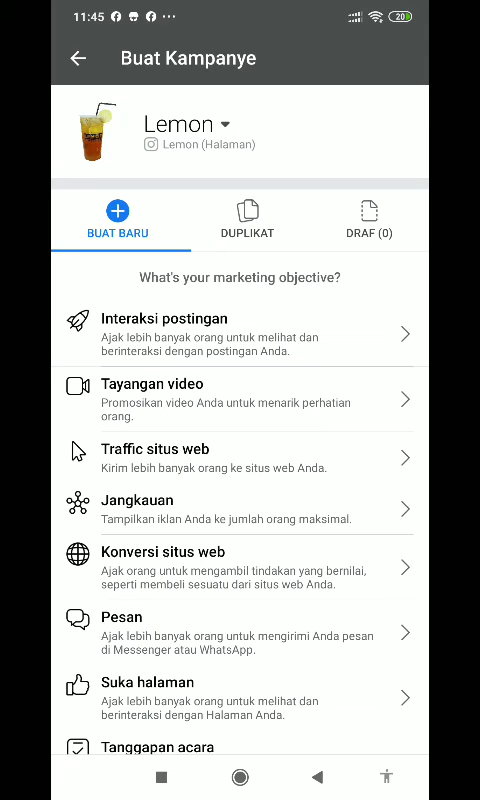 11:45
20
Buat Kampanye
Lemon
Lemon (Halaman)
BUAT BARU
DUPLIKAT
DRAF (0)
What's your marketing objective?
Interaksi postingan
Ajak lebih banyak orang untuk melihat dan
berinteraksi dengan postingan Anda.
Tayangan video
Promosikan video Anda untuk menarik perhatian
orang.
Traffic situs web
Kirim lebih banyak orang ke situs web Anda.
Jangkauan
Tampilkan iklan Anda ke jumlah orang maksimal.
Konversi situs web
Ajak orang untuk mengambil tindakan yang bernilai,
seperti membeli sesuatu dari situs web Anda.
Pesan
Ajak lebih banyak orang untuk mengirimi Anda pesan
di Messenger atau WhatsApp.
Suka halaman
Ajak lebih banyak orang untuk melihat dan
berinteraksi dengan Halaman Anda.
Tanggapan acara